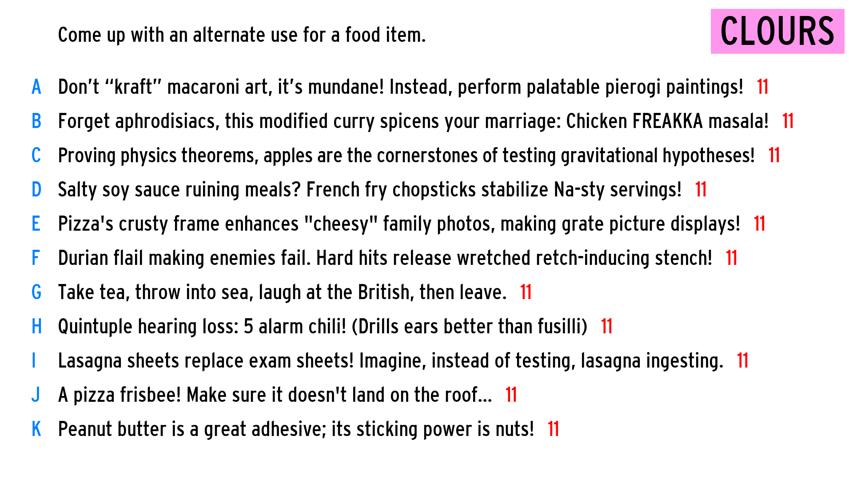 Come up with an alternate use for a food item.
CLOURS
A Don't “kraft” macaroni art, it's mundane! Instead, perform palatable pierogi paintings! 11
B Forget aphrodisiacs, this modified curry spicens your marriage: Chicken FREAKKA masala! 11
C Proving physics theorems, apples are the cornerstones of testing gravitational hypotheses! 11
D Salty soy sauce ruining meals? French fry chopsticks stabilize Na-sty servings! 11
E Pizza's crusty frame enhances "cheesy" family photos, making grate picture displays! 11
F Durian flail making enemies fail. Hard hits release wretched retch-inducing stench! 11
G Take tea, throw into sea, laugh at the British, then leave. 11
H Quintuple hearing loss: 5 alarm chili! (Drills ears better than fusilli) 11
I Lasagna sheets replace exam sheets! Imagine, instead of testing, lasagna ingesting. 11
J A pizza frisbee! Make sure it doesn't land on the roof... 11
K Peanut butter is a great adhesive; its sticking power is nuts! 11